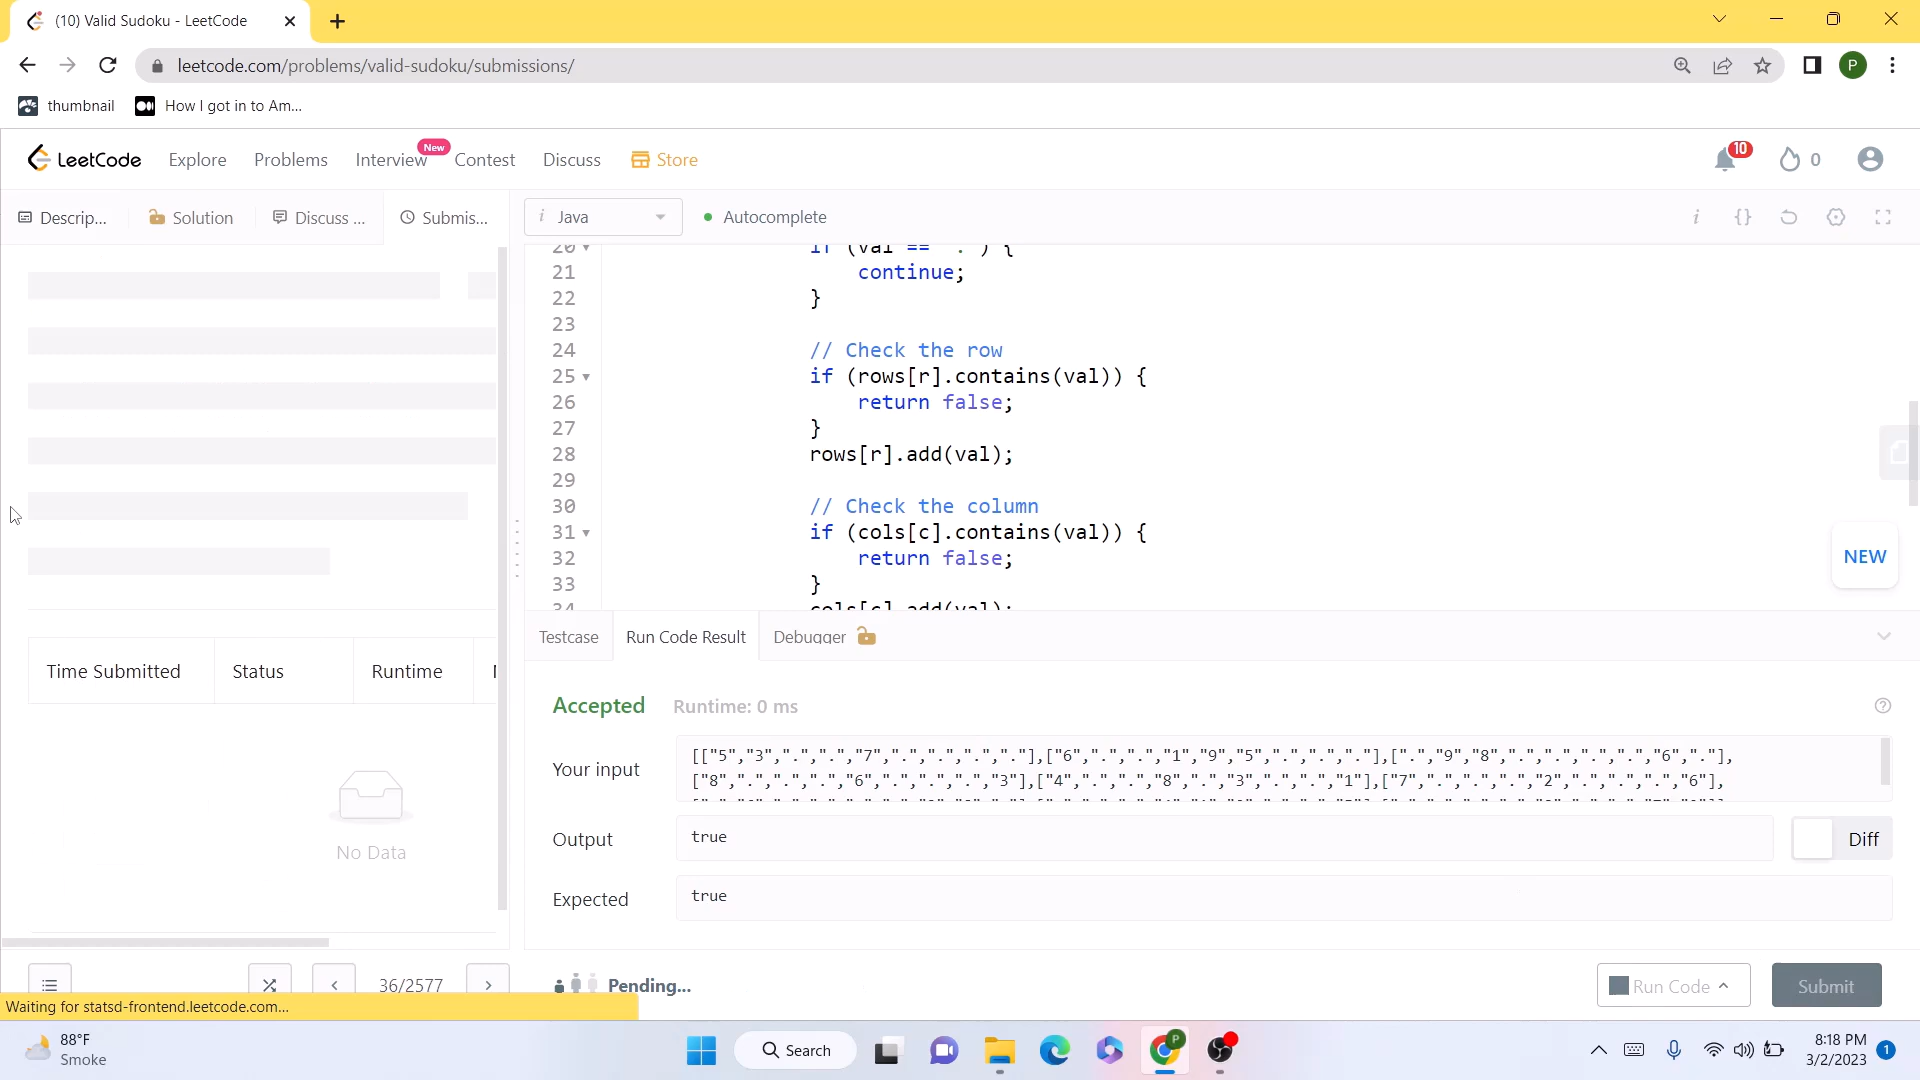 (10) Valid Sudoku - LeetCode
leetcode.com/problems/valid-sudoku/submissions/
P
thumbnail
How I got in to Am...
LeetCode
Explore
Problems
Interview
New
Contest
Discuss
Store
10
0
Descrip...
Solution
Discuss ...
Submis...
i Java
Autocomplete
i {}
20 if (val == '.') {
21 continue;
22 }
23
24 // Check the row
25 if (rows[r].contains(val)) {
26 return false;
27 }
28 rows[r].add(val);
29
30 // Check the column
31 if (cols[c].contains(val)) {
32 return false;
33 }
34 cols[c].add(val);
NEW
Testcase
Run Code Result
Debugger
Time Submitted
Status
Runtime
No Data
Accepted
Runtime: 0 ms
Your input
[["5","3",".",".","7",".",".",".","."],["6",".",".","1","9","5",".",".","."],[".","9","8",".",".",".",".","6","."],
["8",".",".",".","6",".",".",".","3"],["4",".",".","8",".","3",".",".","1"],["7",".",".",".","2",".",".",".","6"],
Output
true
Diff
Expected
true
36/2577
Pending...
Run Code
Submit
Waiting for statsd-frontend.leetcode.com...
88°F
Smoke
Search
P
8:18 PM
3/2/2023
1